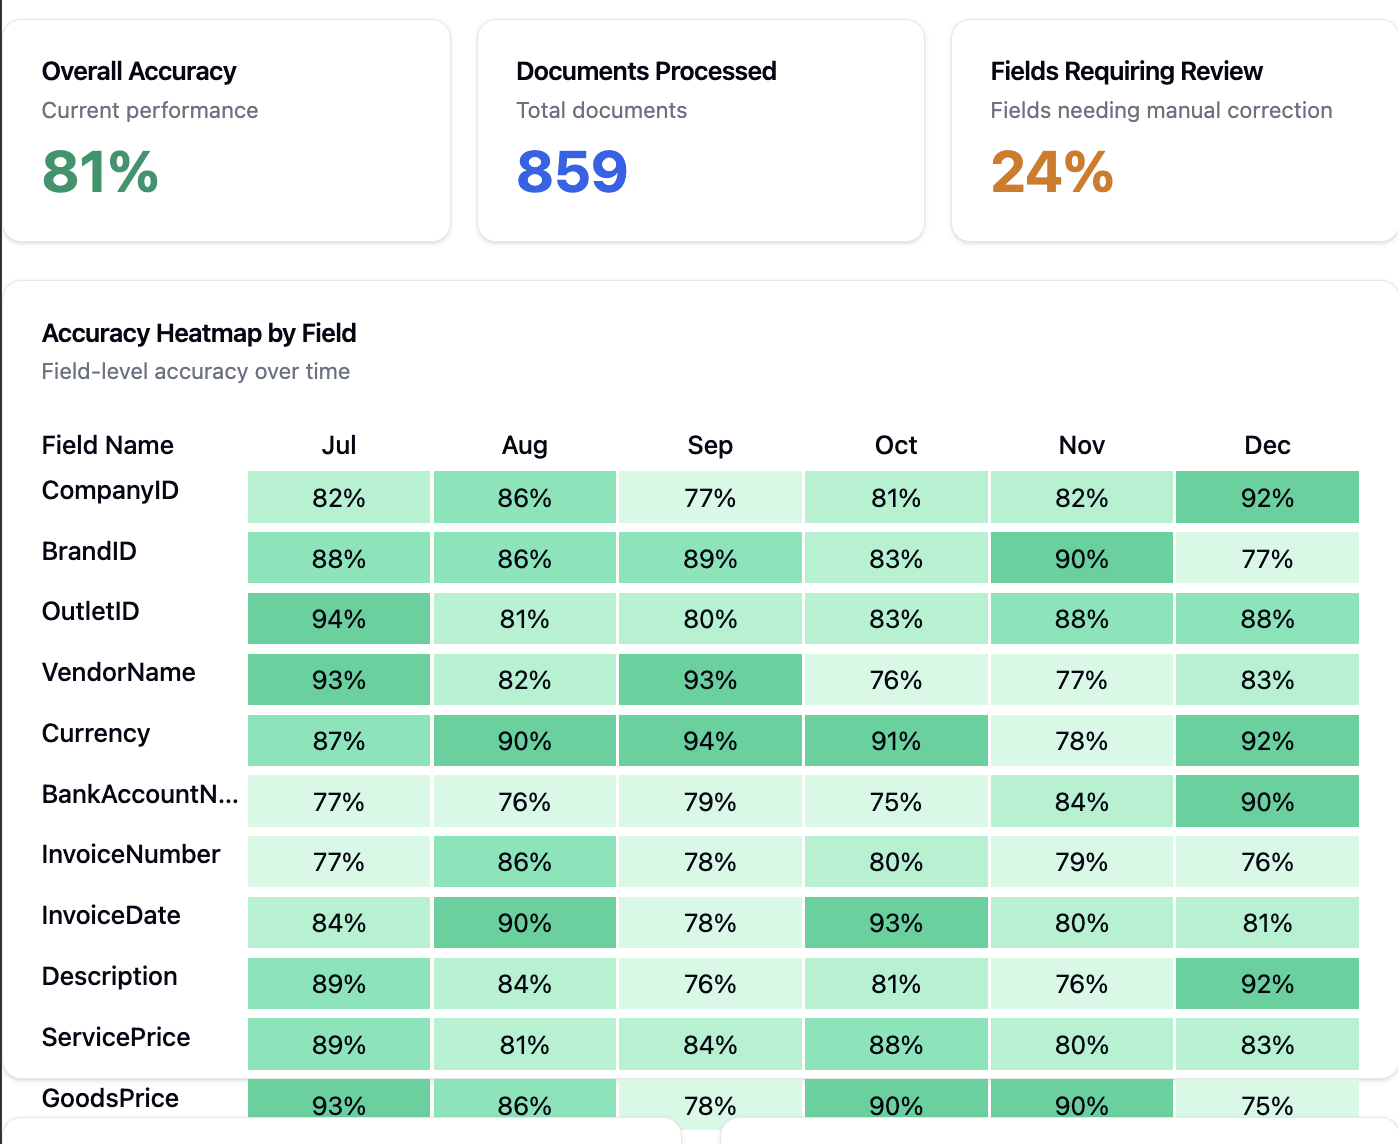 Overall Accuracy
Current performance
81%
Documents Processed
Total documents
859
Fields Requiring Review
Fields needing manual correction
24%
Accuracy Heatmap by Field
Field-level accuracy over time
Field Name Jul Aug Sep Oct Nov Dec
CompanyID 82% 86% 77% 81% 82% 92%
BrandID 88% 86% 89% 83% 90% 77%
OutletID 94% 81% 80% 83% 88% 88%
VendorName 93% 82% 93% 76% 77% 83%
Currency 87% 90% 94% 91% 78% 92%
BankAccountN... 77% 76% 79% 75% 84% 90%
InvoiceNumber 77% 86% 78% 80% 79% 76%
InvoiceDate 84% 90% 78% 93% 80% 81%
Description 89% 84% 76% 81% 76% 92%
ServicePrice 89% 81% 84% 88% 80% 83%
GoodsPrice 93% 86% 78% 90% 90% 75%